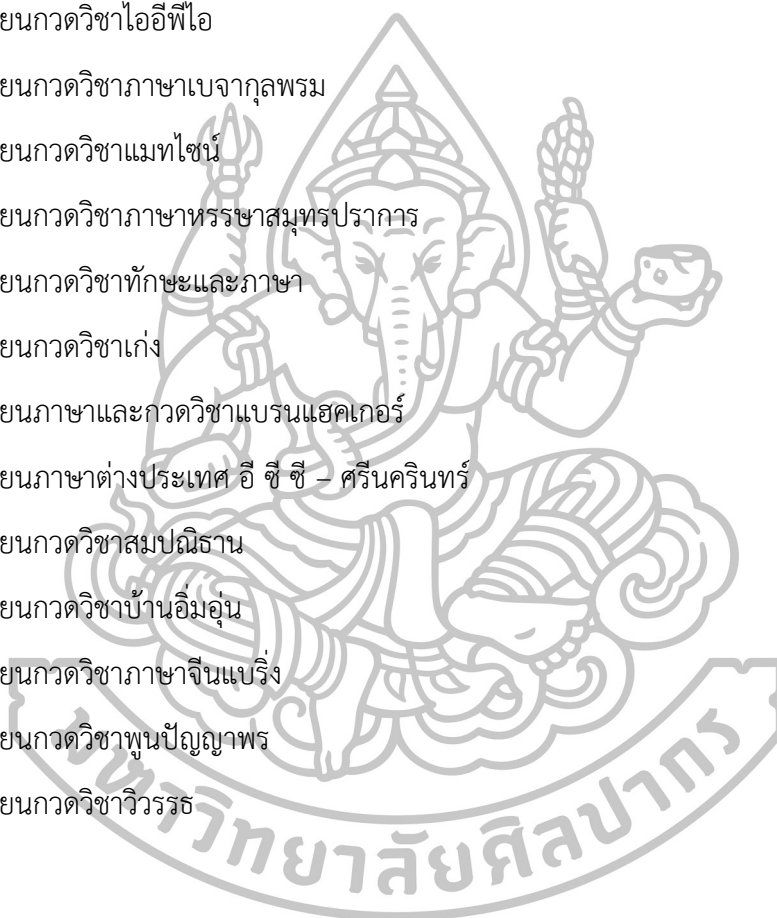 ยนกวดวิชาไออีพีไอ
ยนกวดวิชาภาษาเบจากุลพรม
ยนกวดวิชาแมทไซน์
ยนกวดวิชาภาษาหรรษาสมุทรปราการ
ยนกวดวิชาทักษะและภาษา
ยนกวดวิชาเก่ง
ยนภาษาและกวดวิชาแบรนแฮคเกอร์
ยนภาษาต่างประเทศ อี ซี ซี – ศรีนครินทร์
ยนกวดวิชาสมปณิธาน
ยนกวดวิชาบ้านอิ่มอุ่น
ยนกวดวิชาภาษาจีนแบริ่ง
ยนกวดวิชาพูนปัญญาพร
ยนกวดวิชาวิวรรธ
มหาวิทยาลัยศิลปากร